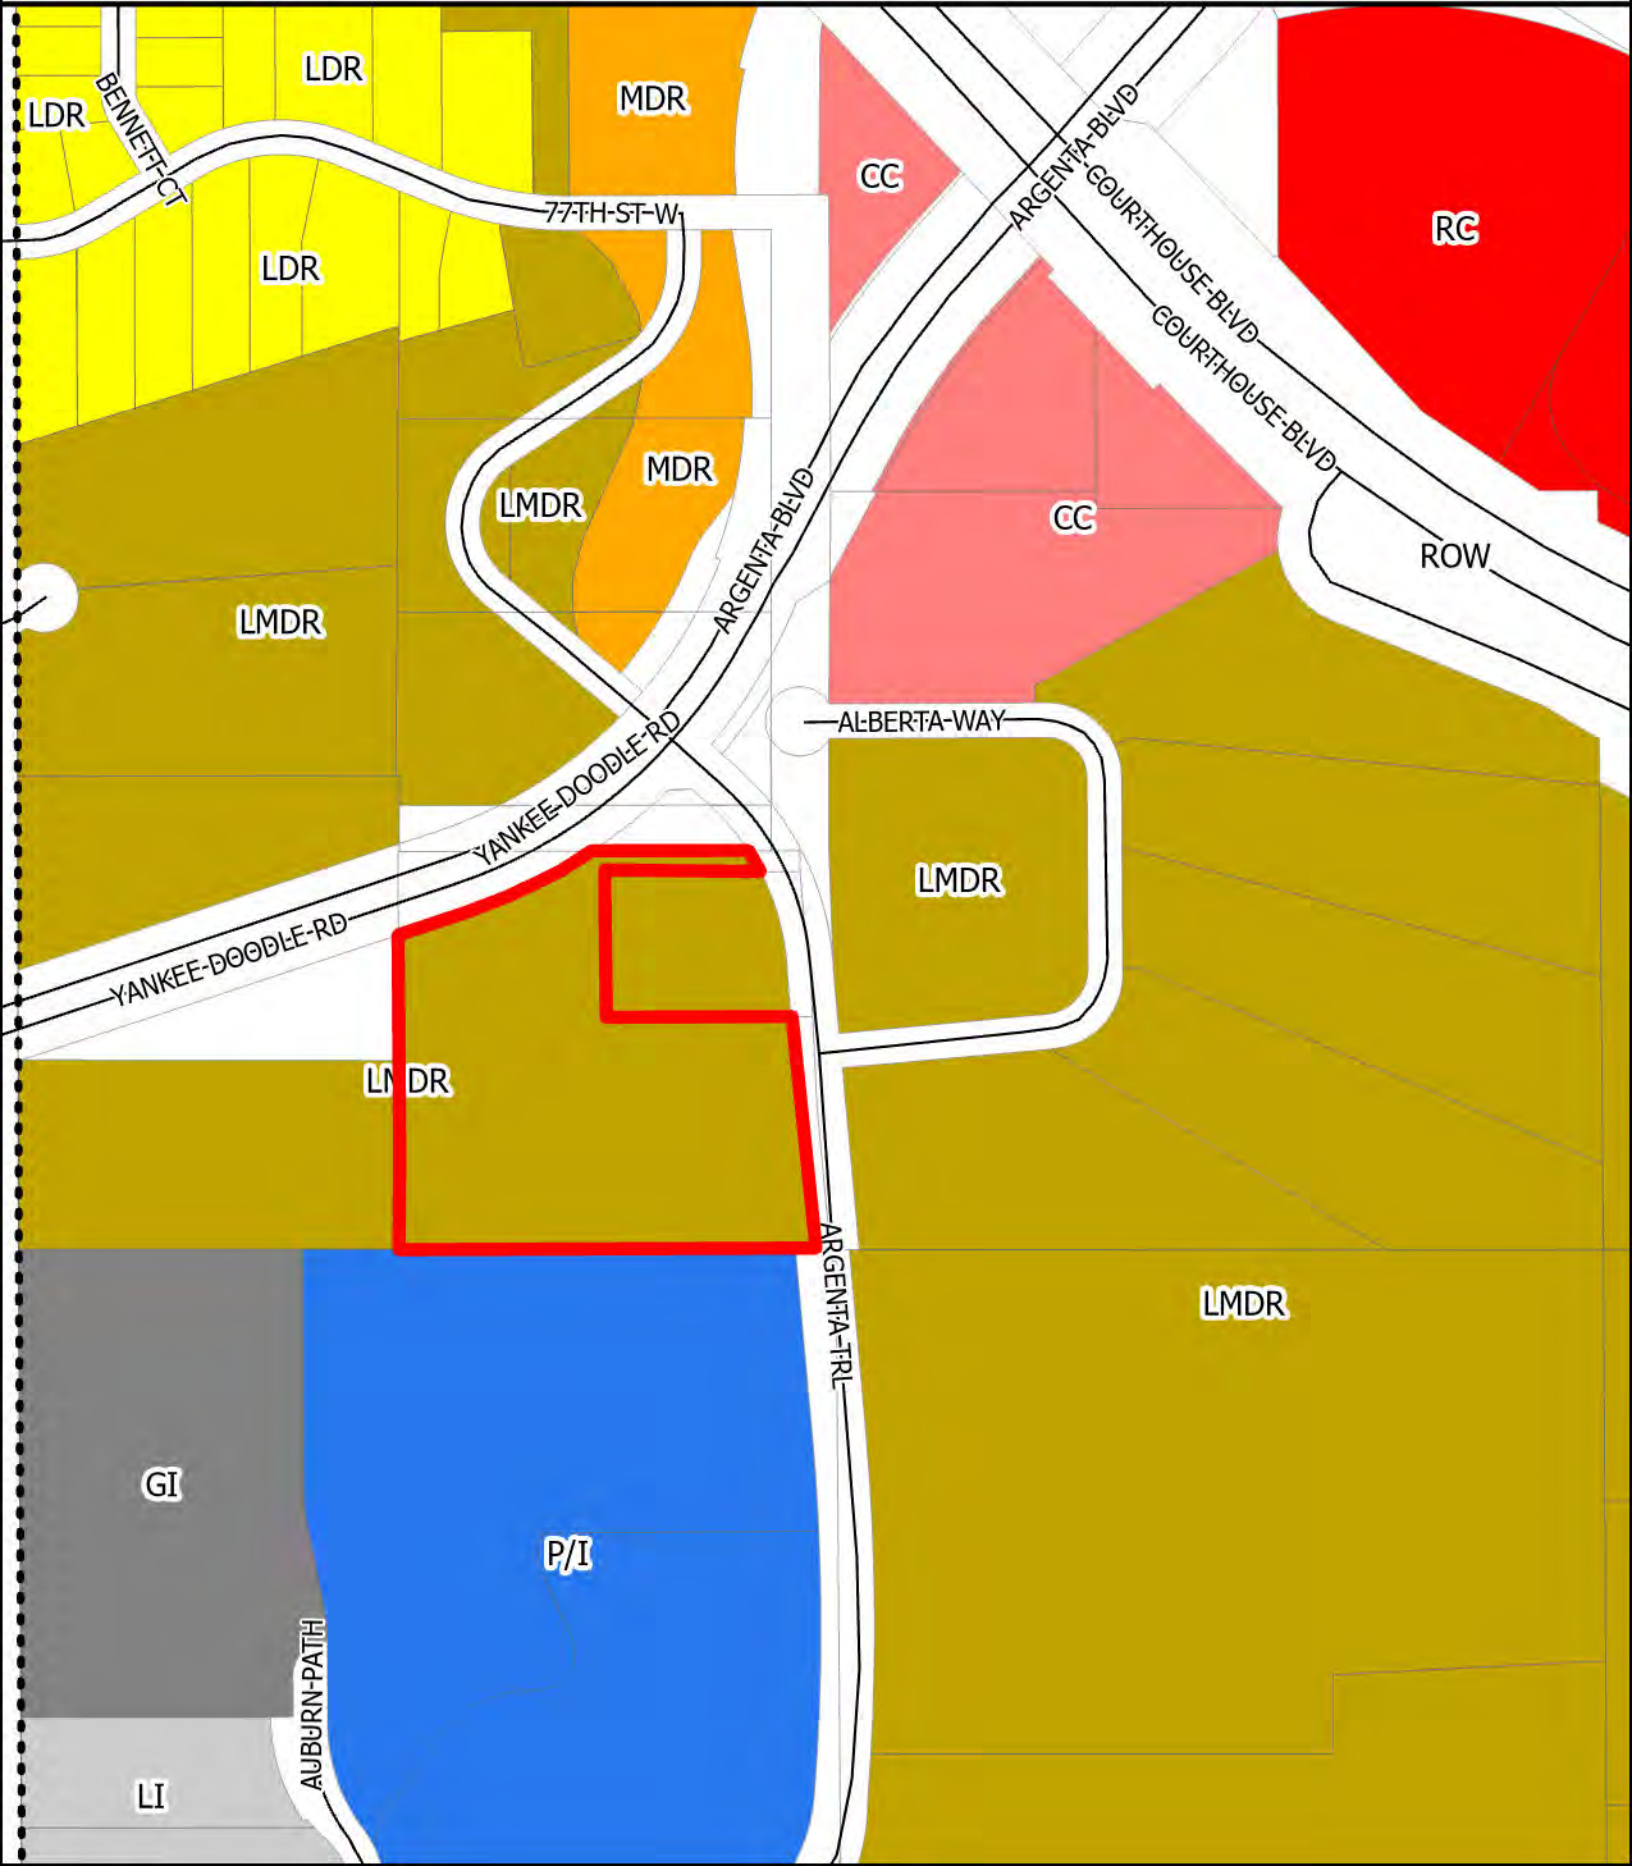 LDR
MDR
LDR
BENNETT-CT
ARGENTA-BLVD
CC
ARGENTA-BLVD
COURTHOUSE-BLVD
77TH-ST-W
RC
LDR
COURTHOUSE-BLVD
MDR
LMDR
CC
ARGENTA-BLVD
ROW
LMDR
ALBERTA-WAY
YANKEE-DOODLE-RD
LMDR
YANKEE-DOODLE-RD
LMDR
ARGENTA-TRL
LMDR
GI
P/I
AUBURN-PATH
LI